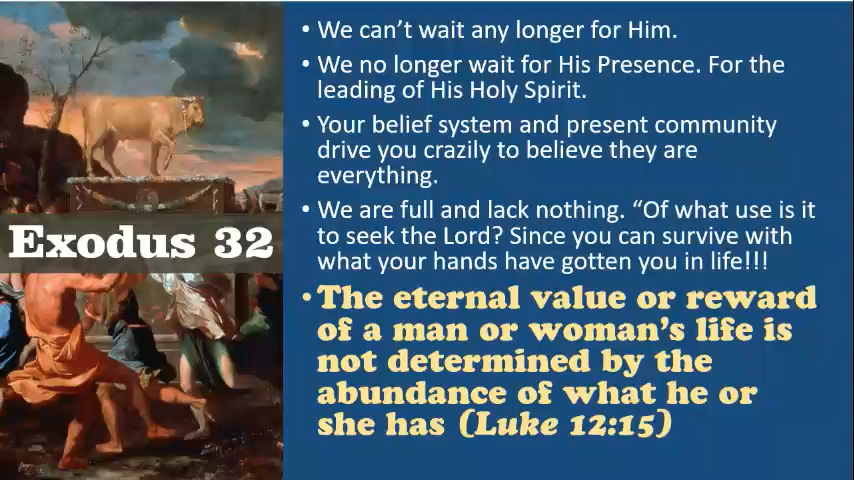 Exodus 32
• We can’t wait any longer for Him.
• We no longer wait for His Presence. For the
leading of His Holy Spirit.
• Your belief system and present community
drive you crazily to believe they are
everything.
• We are full and lack nothing. “Of what use is it
to seek the Lord? Since you can survive with
what your hands have gotten you in life!!!
• The eternal value or reward
of a man or woman’s life is
not determined by the
abundance of what he or
she has (Luke 12:15)